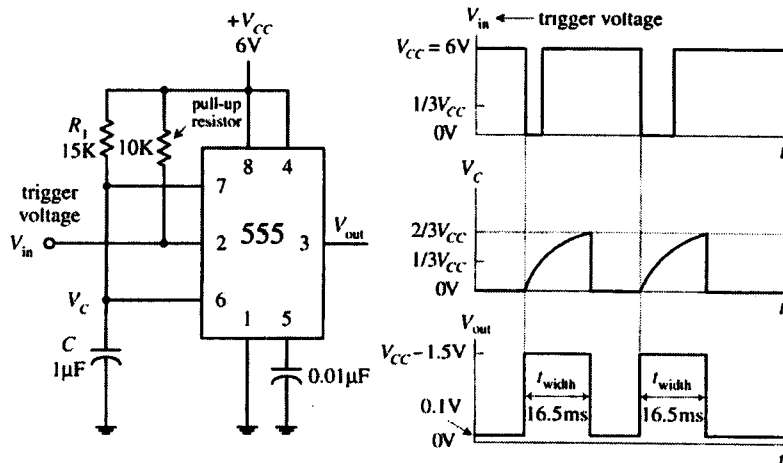 +V_CC
6V
R₁
15K
10K
pull-up
resistor
8
4
7
trigger
voltage
V_in
2
555
3
V_out
V_C
6
1
5
C
1µF
0.01µF
V_in
trigger voltage
V_CC = 6V
1/3V_CC
0V
t
V_C
2/3V_CC
1/3V_CC
0V
t
V_out
V_CC − 1.5V
t_width
t_width
16.5ms
16.5ms
0.1V
0V
t